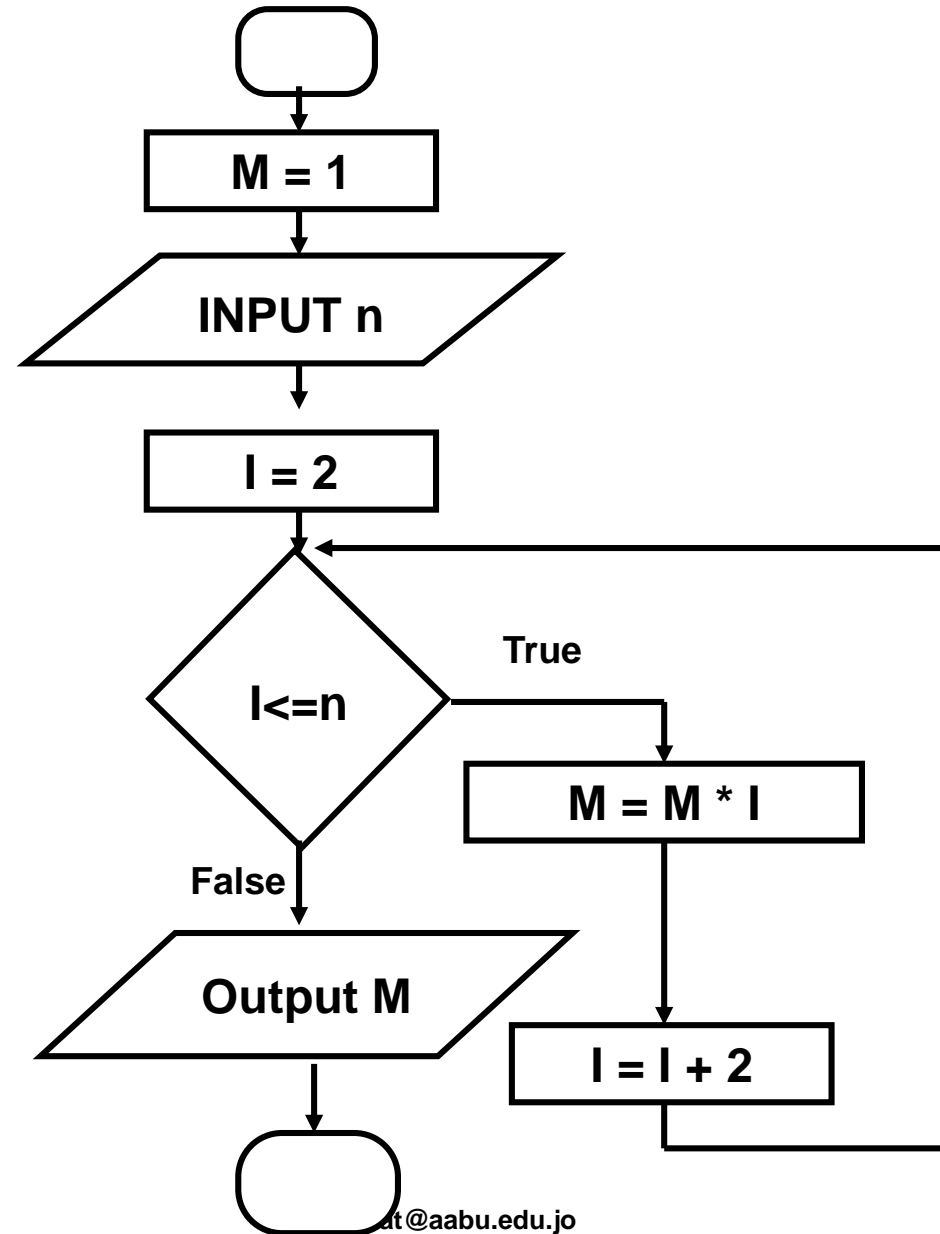 M = 1
INPUT n
I = 2
I<=n
True
M = M * I
False
Output M
I = I + 2
at@aabu.edu.jo